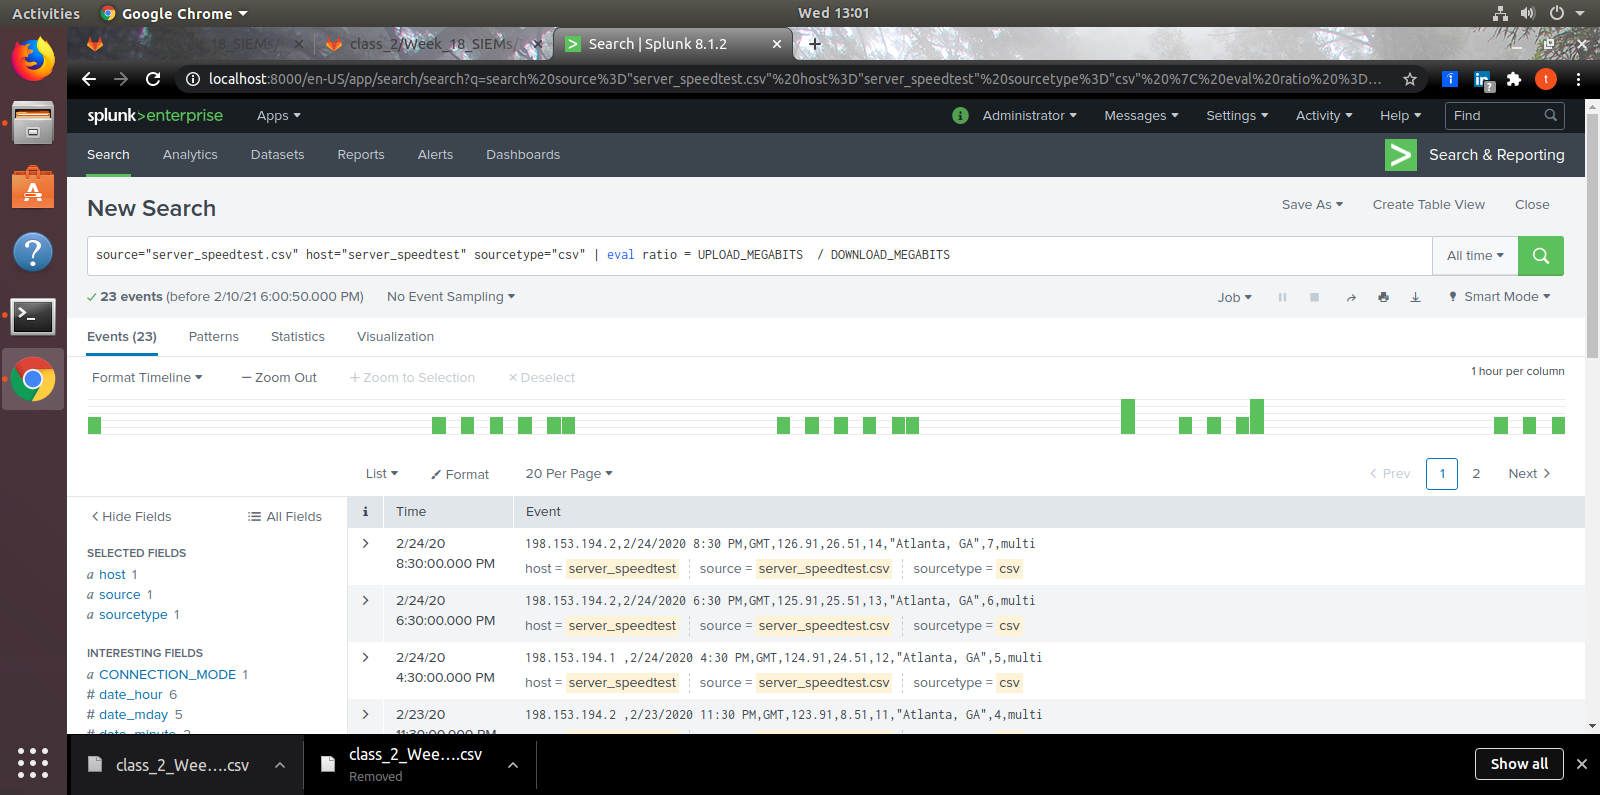 Activities
Google Chrome
Wed 13:01
class_2/Week_18_SIEMs/
Search | Splunk 8.1.2
localhost:8000/en-US/app/search/search?q=search%20source%3D"server_speedtest.csv"%20host%3D"server_speedtest"%20sourcetype%3D"csv"%20%7C%20eval%20ratio%20%3D...
t
splunk>enterprise
Apps
Administrator
Messages
Settings
Activity
Help
Find
Search
Analytics
Datasets
Reports
Alerts
Dashboards
Search & Reporting
New Search
Save As
Create Table View
Close
source="server_speedtest.csv" host="server_speedtest" sourcetype="csv" | eval ratio = UPLOAD_MEGABITS  / DOWNLOAD_MEGABITS
All time
23 events (before 2/10/21 6:00:50.000 PM)
No Event Sampling
Job
Smart Mode
Events (23)
Patterns
Statistics
Visualization
Format Timeline
— Zoom Out
+ Zoom to Selection
× Deselect
1 hour per column
List
Format
20 Per Page
< Prev
1
2
Next >
< Hide Fields
All Fields
i
Time
Event
SELECTED FIELDS
a host 1
a source 1
a sourcetype 1
INTERESTING FIELDS
a CONNECTION_MODE 1
# date_hour 6
# date_mday 5
# date_minute 2
2/24/20
8:30:00.000 PM
198.153.194.2,2/24/2020 8:30 PM,GMT,126.91,26.51,14,"Atlanta, GA",7,multi
host = server_speedtest
source = server_speedtest.csv
sourcetype = csv
2/24/20
6:30:00.000 PM
198.153.194.2,2/24/2020 6:30 PM,GMT,125.91,25.51,13,"Atlanta, GA",6,multi
host = server_speedtest
source = server_speedtest.csv
sourcetype = csv
2/24/20
4:30:00.000 PM
198.153.194.1 ,2/24/2020 4:30 PM,GMT,124.91,24.51,12,"Atlanta, GA",5,multi
host = server_speedtest
source = server_speedtest.csv
sourcetype = csv
2/23/20
11:30:00.000 PM
198.153.194.2 ,2/23/2020 11:30 PM,GMT,123.91,8.51,11,"Atlanta, GA",4,multi
class_2_Wee....csv
class_2_Wee....csv
Removed
Show all